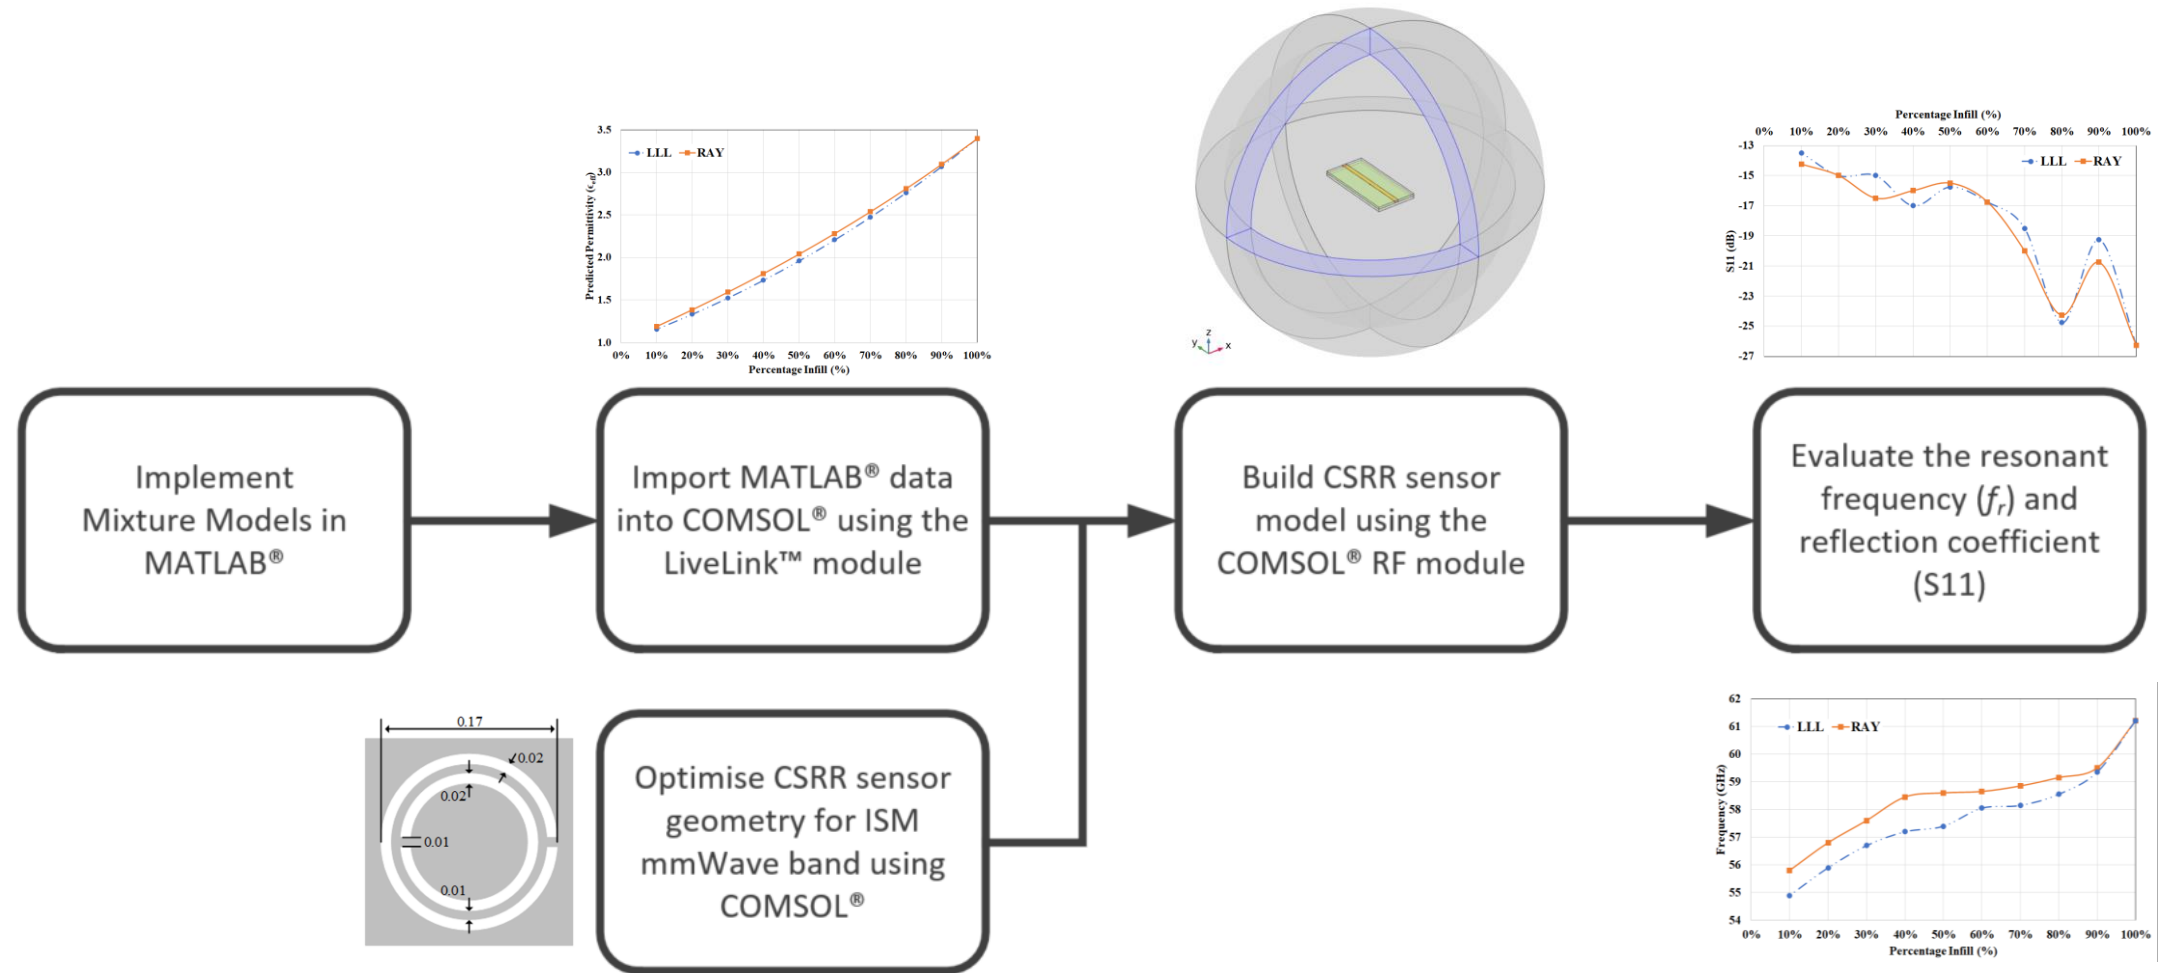 3.5
3.0
2.5
2.0
1.5
1.0
Predicted Permittivity (ϵeff)
LLL RAY
0% 10% 20% 30% 40% 50% 60% 70% 80% 90% 100%
Percentage Infill (%)
z
y x
Percentage Infill (%)
0% 10% 20% 30% 40% 50% 60% 70% 80% 90% 100%
-13
-15
-17
-19
-21
-23
-25
-27
S11 (dB)
LLL RAY
Implement
Mixture Models in
MATLAB®
Import MATLAB® data
into COMSOL® using the
LiveLink™ module
Build CSRR sensor
model using the
COMSOL® RF module
Evaluate the resonant
frequency (fr) and
reflection coefficient
(S11)
0.17
0.02
0.02
0.01
0.01
Optimise CSRR sensor
geometry for ISM
mmWave band using
COMSOL®
62
61
60
59
58
57
56
55
54
Frequency (GHz)
LLL RAY
0% 10% 20% 30% 40% 50% 60% 70% 80% 90% 100%
Percentage Infill (%)